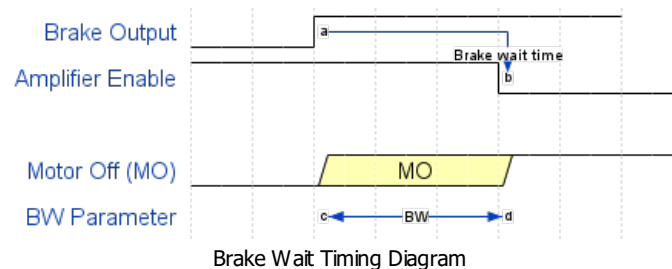 Brake Output
a
Brake wait time
Amplifier Enable
b
Motor Off (MO)
MO
BW Parameter
c
BW
d
Brake Wait Timing Diagram